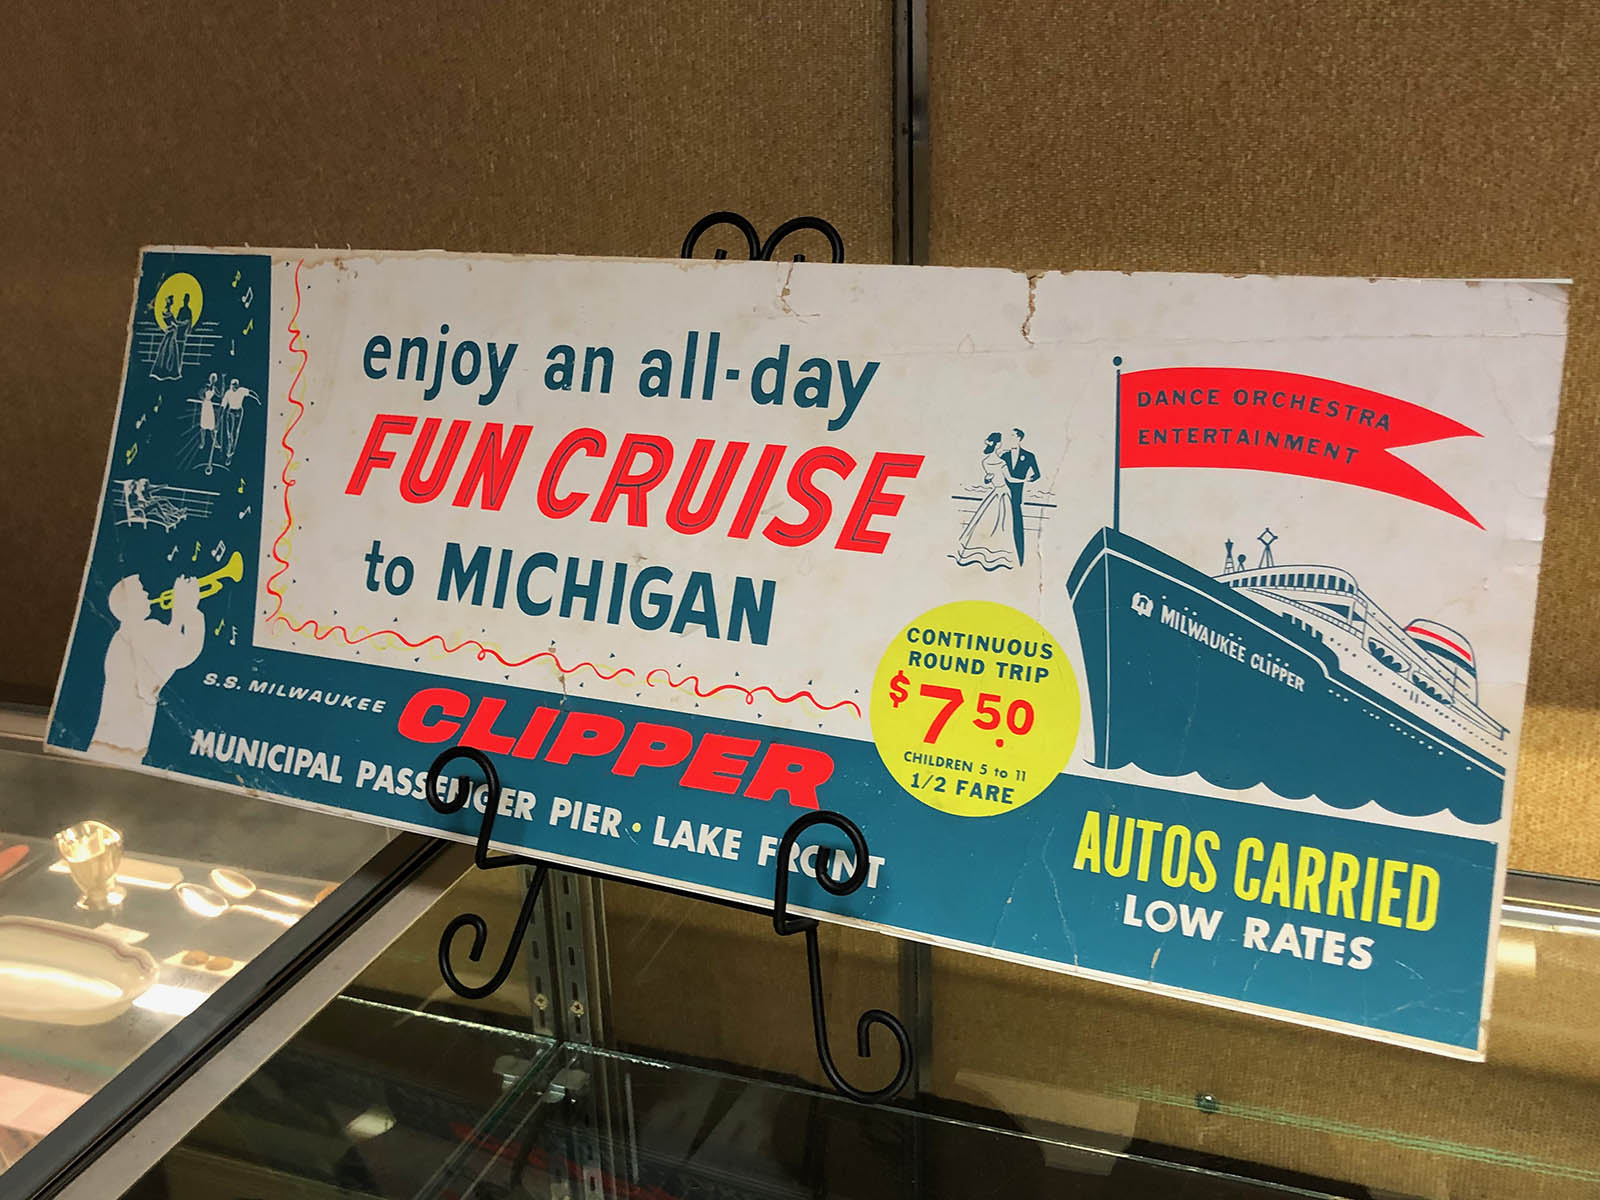 enjoy an all-day
FUN CRUISE
to MICHIGAN
S.S. MILWAUKEE CLIPPER
MUNICIPAL PASSENGER PIER • LAKE FRONT
CONTINUOUS
ROUND TRIP
$7.50
CHILDREN 5 to 11
1/2 FARE
DANCE ORCHESTRA
ENTERTAINMENT
MILWAUKEE CLIPPER
AUTOS CARRIED
LOW RATES